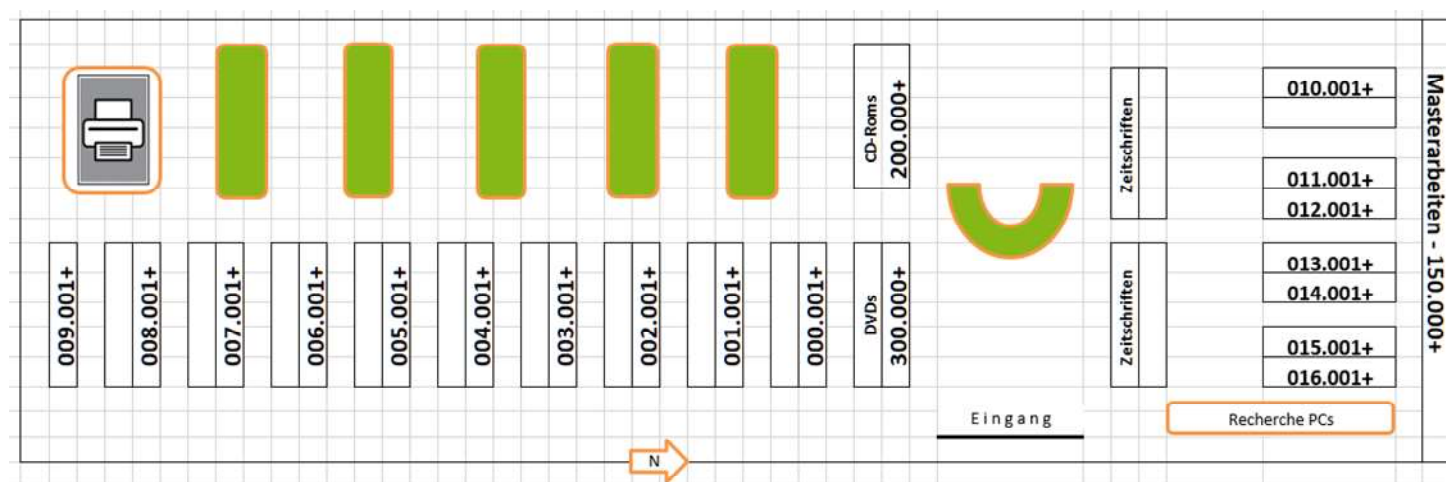 CD-Roms
200.000+
Zeitschriften
010.001+
011.001+
012.001+
Masterarbeiten - 150.000+
009.001+
008.001+
007.001+
006.001+
005.001+
004.001+
003.001+
002.001+
001.001+
000.001+
DVDs
300.000+
Zeitschriften
013.001+
014.001+
015.001+
016.001+
Eingang
Recherche PCs
N